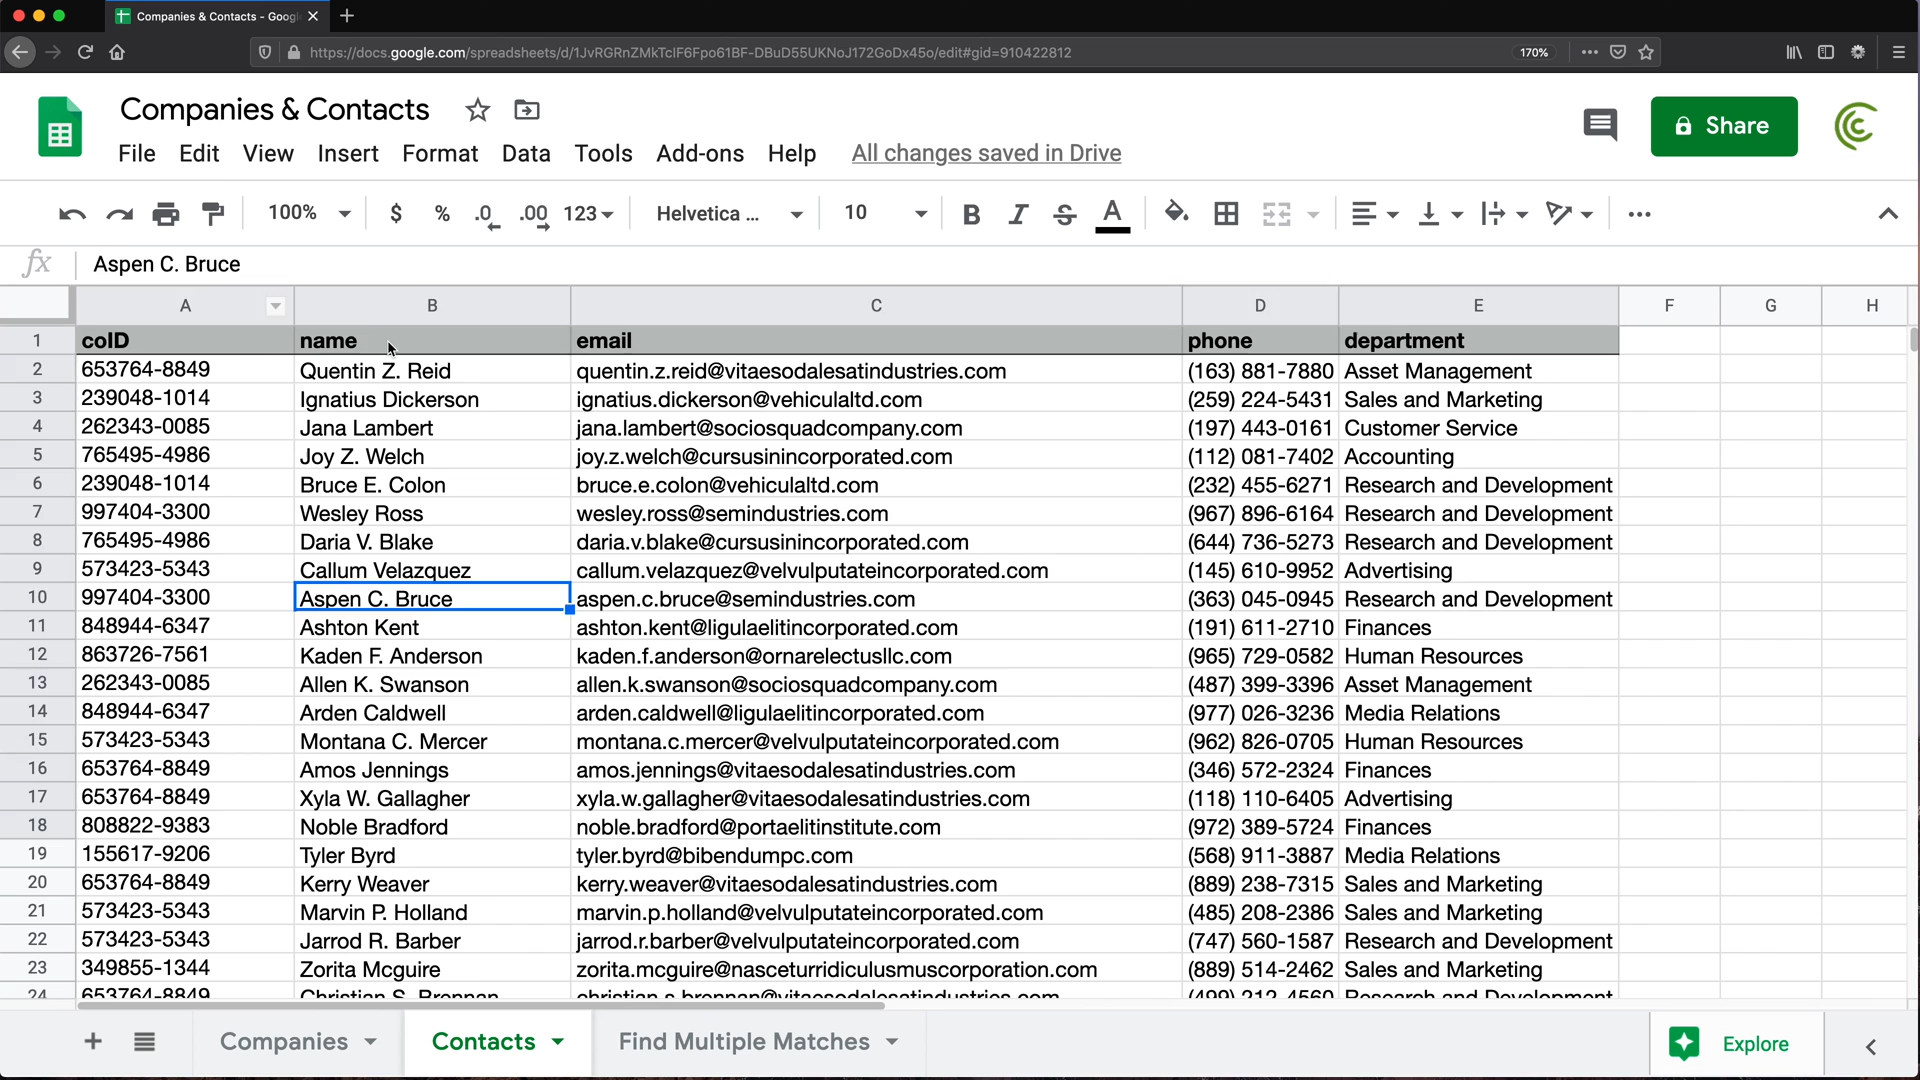 Companies & Contacts - Googl
https://docs.google.com/spreadsheets/d/1JvRGRnZMkTclF6Fpo61BF-DBuD55UKNoJ172GoDx45o/edit#gid=910422812 170%
Companies & Contacts
Share
File Edit View Insert Format Data Tools Add-ons Help All changes saved in Drive
100% $ % .0 .00 123 Helvetica ... 10 B I S A
fx Aspen C. Bruce
A B C D E F G H
1 coID name email phone department
2 653764-8849 Quentin Z. Reid quentin.z.reid@vitaesodalesatindustries.com (163) 881-7880 Asset Management
3 239048-1014 Ignatius Dickerson ignatius.dickerson@vehiculaltd.com (259) 224-5431 Sales and Marketing
4 262343-0085 Jana Lambert jana.lambert@sociosquadcompany.com (197) 443-0161 Customer Service
5 765495-4986 Joy Z. Welch joy.z.welch@cursusinincorporated.com (112) 081-7402 Accounting
6 239048-1014 Bruce E. Colon bruce.e.colon@vehiculaltd.com (232) 455-6271 Research and Development
7 997404-3300 Wesley Ross wesley.ross@semindustries.com (967) 896-6164 Research and Development
8 765495-4986 Daria V. Blake daria.v.blake@cursusinincorporated.com (644) 736-5273 Research and Development
9 573423-5343 Callum Velazquez callum.velazquez@velvulputateincorporated.com (145) 610-9952 Advertising
10 997404-3300 Aspen C. Bruce aspen.c.bruce@semindustries.com (363) 045-0945 Research and Development
11 848944-6347 Ashton Kent ashton.kent@ligulaelitincorporated.com (191) 611-2710 Finances
12 863726-7561 Kaden F. Anderson kaden.f.anderson@ornarelectusllc.com (965) 729-0582 Human Resources
13 262343-0085 Allen K. Swanson allen.k.swanson@sociosquadcompany.com (487) 399-3396 Asset Management
14 848944-6347 Arden Caldwell arden.caldwell@ligulaelitincorporated.com (977) 026-3236 Media Relations
15 573423-5343 Montana C. Mercer montana.c.mercer@velvulputateincorporated.com (962) 826-0705 Human Resources
16 653764-8849 Amos Jennings amos.jennings@vitaesodalesatindustries.com (346) 572-2324 Finances
17 653764-8849 Xyla W. Gallagher xyla.w.gallagher@vitaesodalesatindustries.com (118) 110-6405 Advertising
18 808822-9383 Noble Bradford noble.bradford@portaelitinstitute.com (972) 389-5724 Finances
19 155617-9206 Tyler Byrd tyler.byrd@bibendumpc.com (568) 911-3887 Media Relations
20 653764-8849 Kerry Weaver kerry.weaver@vitaesodalesatindustries.com (889) 238-7315 Sales and Marketing
21 573423-5343 Marvin P. Holland marvin.p.holland@velvulputateincorporated.com (485) 208-2386 Sales and Marketing
22 573423-5343 Jarrod R. Barber jarrod.r.barber@velvulputateincorporated.com (747) 560-1587 Research and Development
23 349855-1344 Zorita Mcguire zorita.mcguire@nasceturridiculusmuscorporation.com (889) 514-2462 Sales and Marketing
24 653764-8849 Christian S. Brennan christian.s.brennan@vitaesodalesatindustries.com (499) 212-4560 Research and Development
Companies Contacts Find Multiple Matches Explore